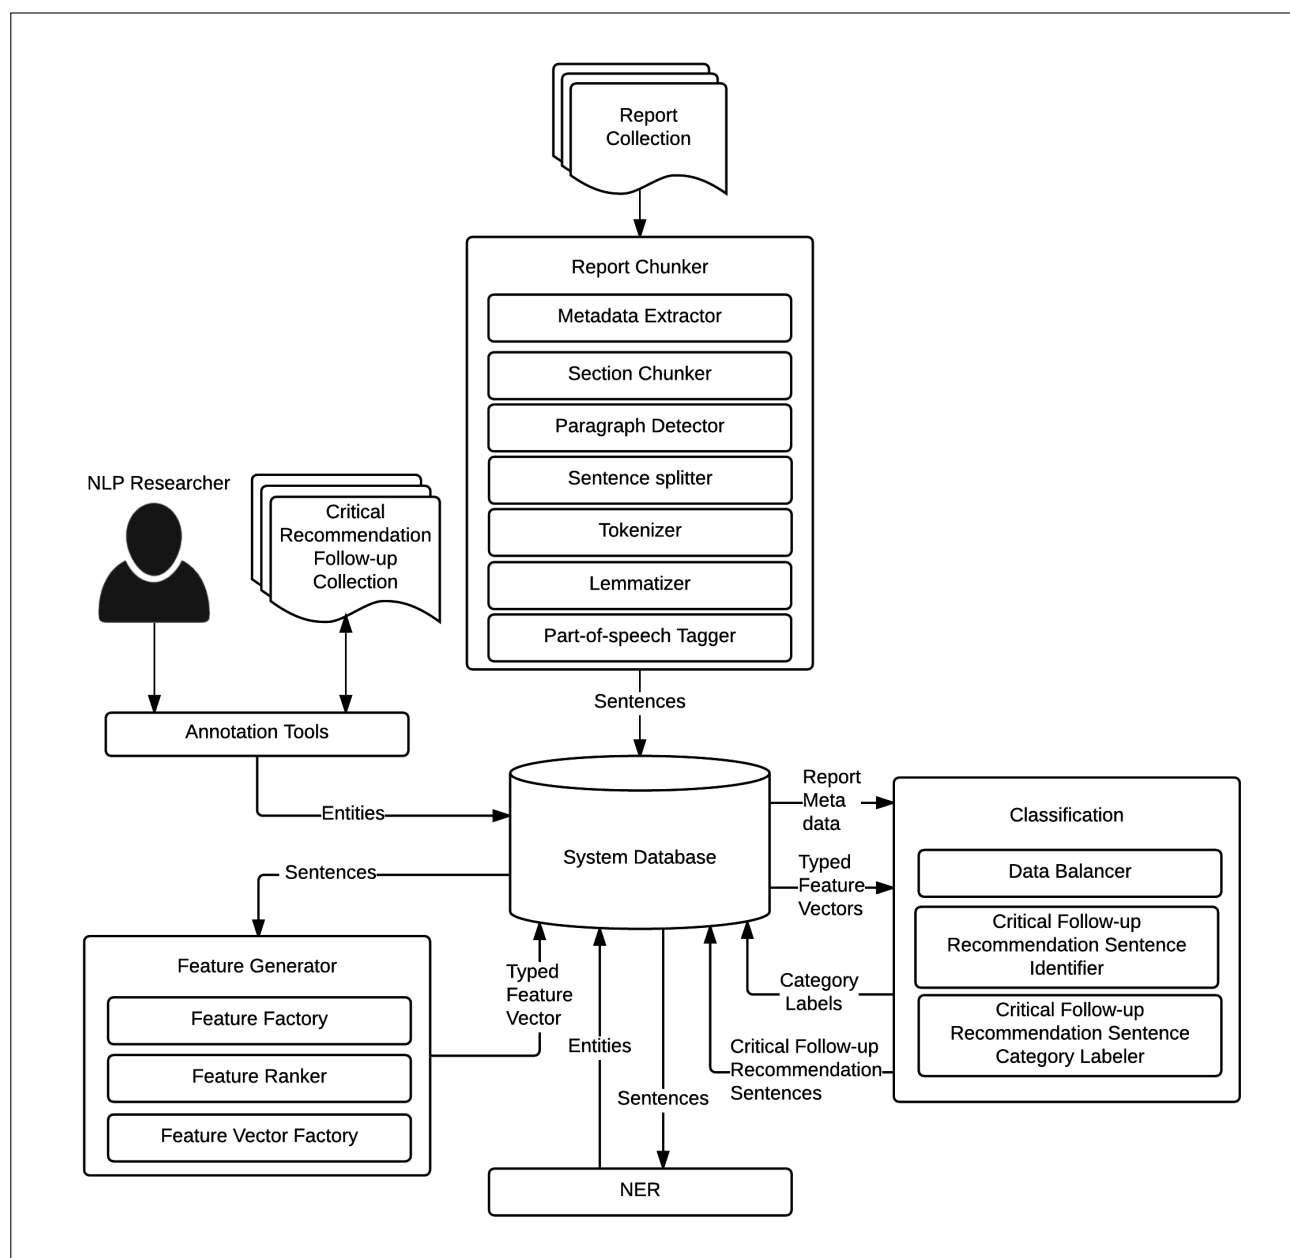 Report
Collection
Report Chunker
Metadata Extractor
Section Chunker
Paragraph Detector
Sentence splitter
Tokenizer
Lemmatizer
Part-of-speech Tagger
NLP Researcher
Critical
Recommendation
Follow-up
Collection
Annotation Tools
Sentences
Entities
System Database
Report
Meta
data
Typed
Feature
Vectors
Classification
Data Balancer
Critical Follow-up
Recommendation Sentence
Identifier
Critical Follow-up
Recommendation Sentence
Category Labeler
Sentences
Feature Generator
Feature Factory
Feature Ranker
Feature Vector Factory
Typed
Feature
Vector
Entities
Sentences
Category
Labels
Critical Follow-up
Recommendation
Sentences
NER